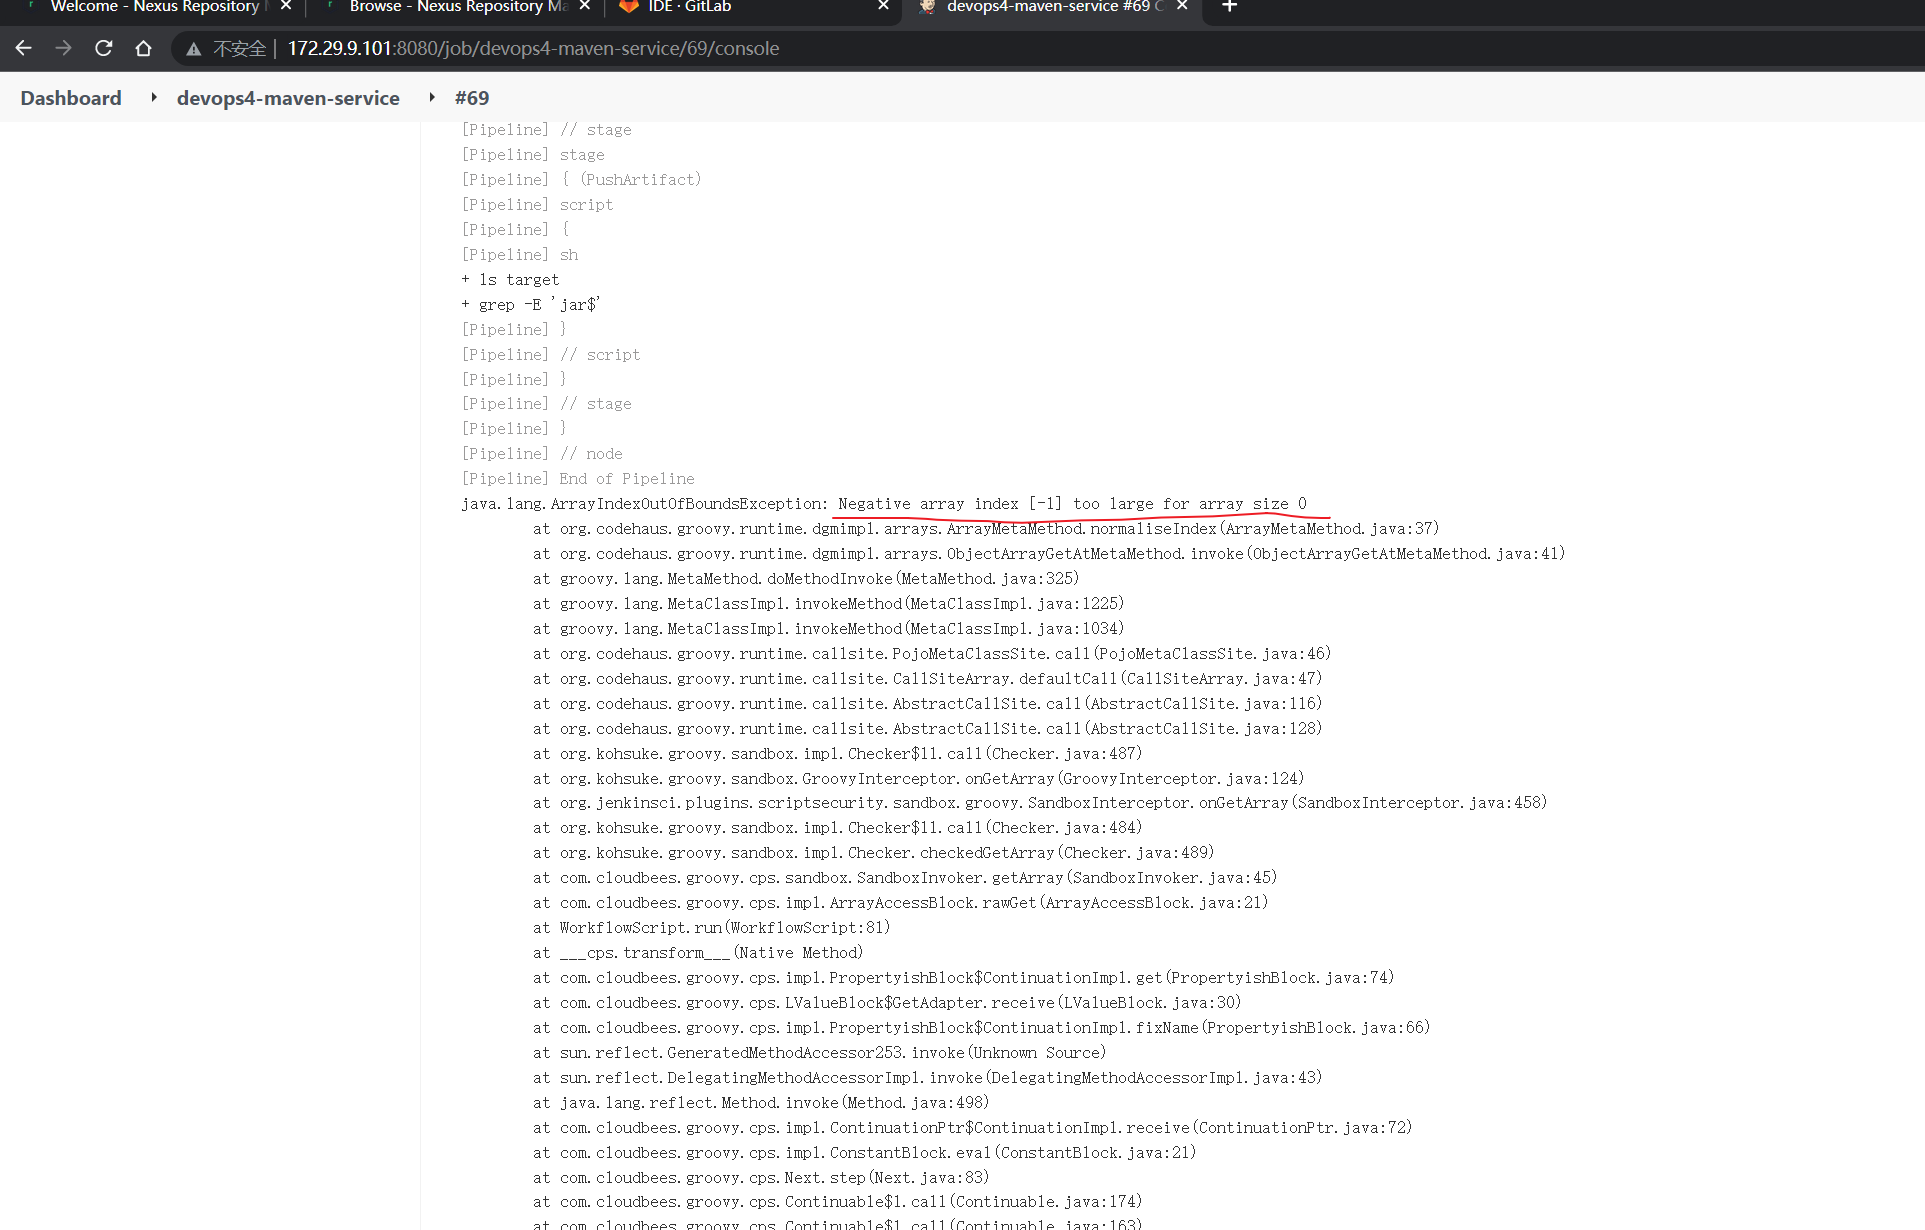 Welcome - Nexus Repository
Browse - Nexus Repository Ma
IDE · GitLab
devops4-maven-service #69 C
不安全
172.29.9.101:8080/job/devops4-maven-service/69/console
Dashboard
devops4-maven-service
#69
[Pipeline] // stage
[Pipeline] stage
[Pipeline] { (PushArtifact)
[Pipeline] script
[Pipeline] {
[Pipeline] sh
+ ls target
+ grep -E 'jar$'
[Pipeline] }
[Pipeline] // script
[Pipeline] }
[Pipeline] // stage
[Pipeline] }
[Pipeline] // node
[Pipeline] End of Pipeline
java.lang.ArrayIndexOutOfBoundsException: Negative array index [-1] too large for array size 0
at org.codehaus.groovy.runtime.dgmimpl.arrays.ArrayMetaMethod.normaliseIndex(ArrayMetaMethod.java:37)
at org.codehaus.groovy.runtime.dgmimpl.arrays.ObjectArrayGetAtMetaMethod.invoke(ObjectArrayGetAtMetaMethod.java:41)
at groovy.lang.MetaMethod.doMethodInvoke(MetaMethod.java:325)
at groovy.lang.MetaClassImpl.invokeMethod(MetaClassImpl.java:1225)
at groovy.lang.MetaClassImpl.invokeMethod(MetaClassImpl.java:1034)
at org.codehaus.groovy.runtime.callsite.PojoMetaClassSite.call(PojoMetaClassSite.java:46)
at org.codehaus.groovy.runtime.callsite.CallSiteArray.defaultCall(CallSiteArray.java:47)
at org.codehaus.groovy.runtime.callsite.AbstractCallSite.call(AbstractCallSite.java:116)
at org.codehaus.groovy.runtime.callsite.AbstractCallSite.call(AbstractCallSite.java:128)
at org.kohsuke.groovy.sandbox.impl.Checker$11.call(Checker.java:487)
at org.kohsuke.groovy.sandbox.GroovyInterceptor.onGetArray(GroovyInterceptor.java:124)
at org.jenkinsci.plugins.scriptsecurity.sandbox.groovy.SandboxInterceptor.onGetArray(SandboxInterceptor.java:458)
at org.kohsuke.groovy.sandbox.impl.Checker$11.call(Checker.java:484)
at org.kohsuke.groovy.sandbox.impl.Checker.checkedGetArray(Checker.java:489)
at com.cloudbees.groovy.cps.sandbox.SandboxInvoker.getArray(SandboxInvoker.java:45)
at com.cloudbees.groovy.cps.impl.ArrayAccessBlock.rawGet(ArrayAccessBlock.java:21)
at WorkflowScript.run(WorkflowScript:81)
at ___cps.transform___(Native Method)
at com.cloudbees.groovy.cps.impl.PropertyishBlock$ContinuationImpl.get(PropertyishBlock.java:74)
at com.cloudbees.groovy.cps.LValueBlock$GetAdapter.receive(LValueBlock.java:30)
at com.cloudbees.groovy.cps.impl.PropertyishBlock$ContinuationImpl.fixName(PropertyishBlock.java:66)
at sun.reflect.GeneratedMethodAccessor253.invoke(Unknown Source)
at sun.reflect.DelegatingMethodAccessorImpl.invoke(DelegatingMethodAccessorImpl.java:43)
at java.lang.reflect.Method.invoke(Method.java:498)
at com.cloudbees.groovy.cps.impl.ContinuationPtr$ContinuationImpl.receive(ContinuationPtr.java:72)
at com.cloudbees.groovy.cps.impl.ConstantBlock.eval(ConstantBlock.java:21)
at com.cloudbees.groovy.cps.Next.step(Next.java:83)
at com.cloudbees.groovy.cps.Continuable$1.call(Continuable.java:174)
at com.cloudbees.groovy.cps.Continuable$1.call(Continuable.java:163)